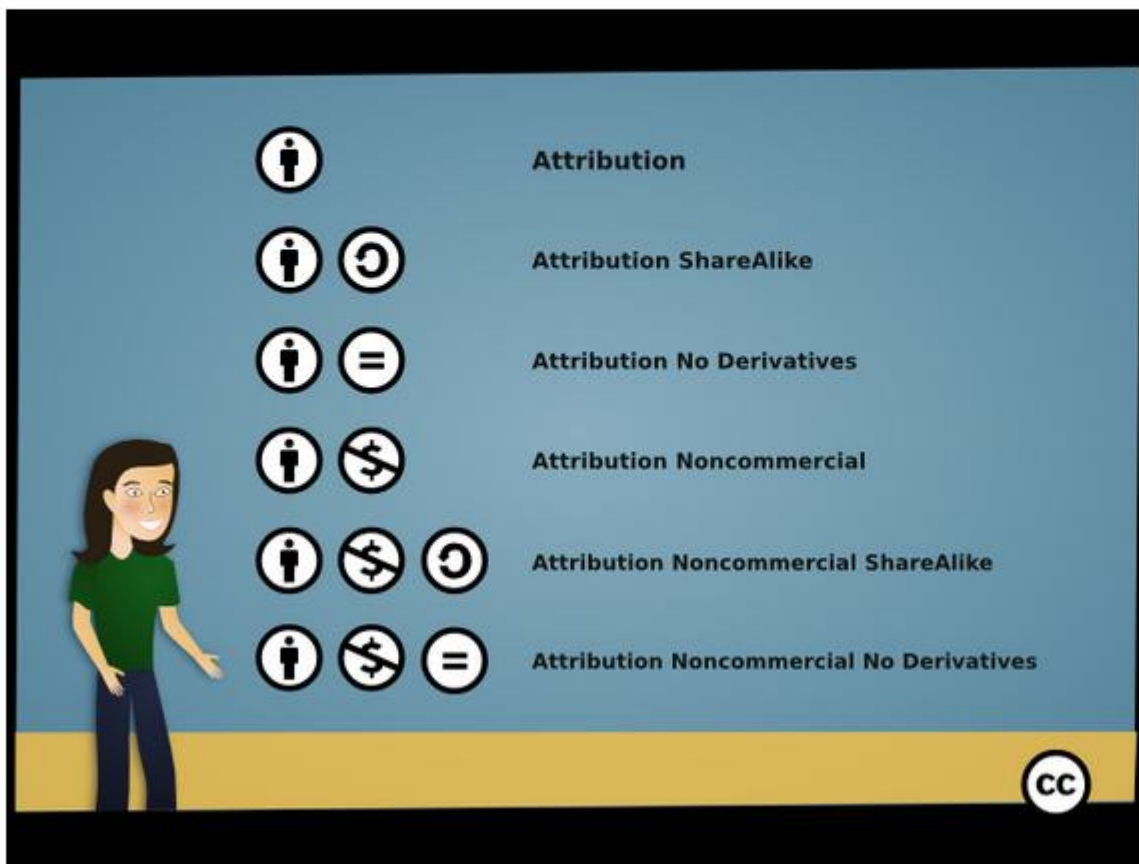 Attribution
Attribution ShareAlike
Attribution No Derivatives
Attribution Noncommercial
Attribution Noncommercial ShareAlike
Attribution Noncommercial No Derivatives
cc